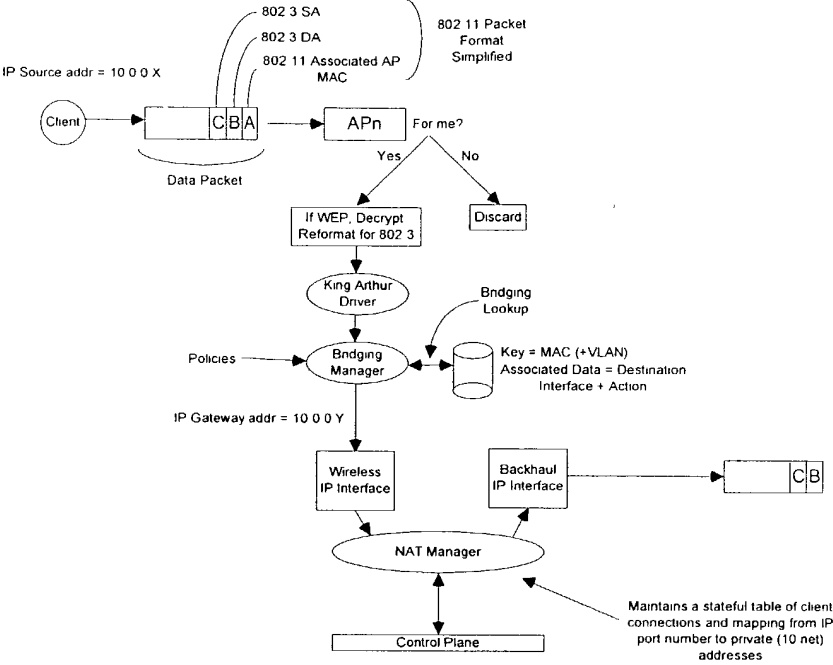 802 3 SA
802 3 DA
802 11 Associated AP
MAC
802 11 Packet
Format
Simplified
IP Source addr = 10 0 0 X
Client
C B A
APn
For me?
Data Packet
Yes
No
If WEP, Decrypt
Reformat for 802 3
Discard
King Arthur
Driver
Bridging
Lookup
Policies
Bridging
Manager
Key = MAC (+VLAN)
Associated Data = Destination
Interface + Action
IP Gateway addr = 10 0 0 Y
Wireless
IP Interface
Backhaul
IP Interface
C B
NAT Manager
Maintains a stateful table of client
connections and mapping from IP
port number to private (10 net)
addresses
Control Plane